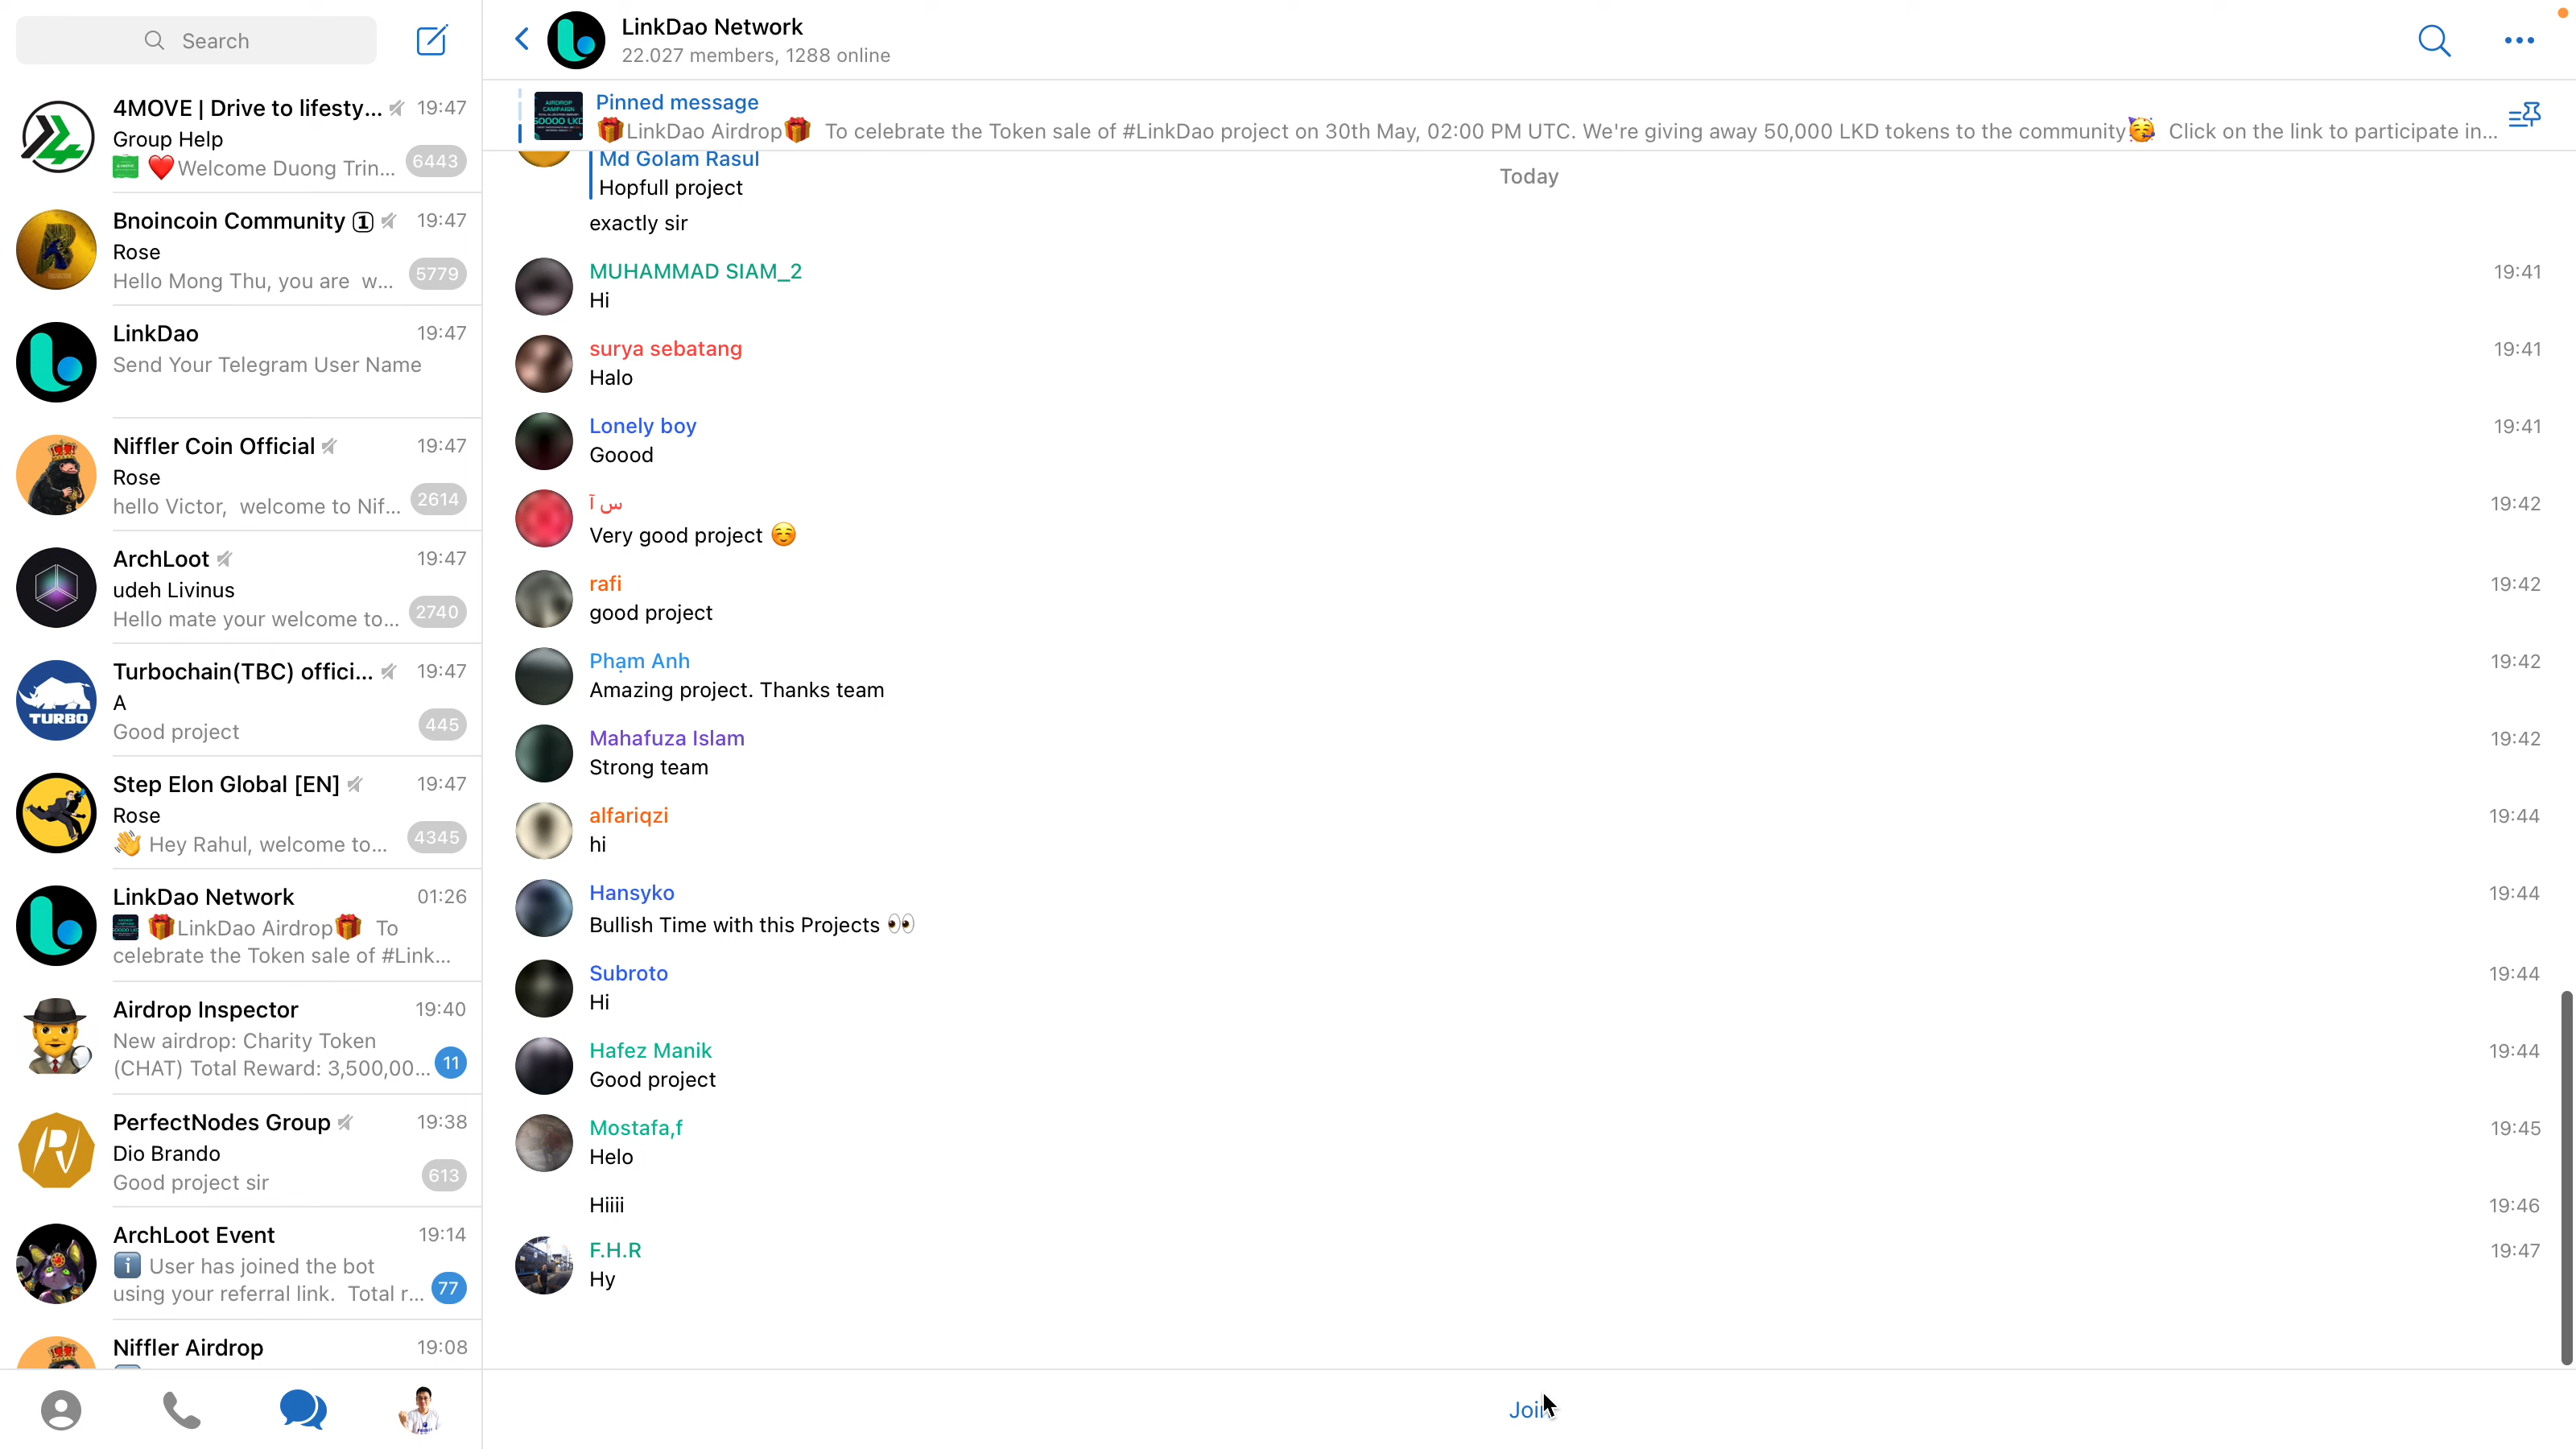 Search
4MOVE | Drive to lifesty... 19:47
Group Help
❤️Welcome Duong Trin... 6443
Bnoincoin Community 1 19:47
Rose
Hello Mong Thu, you are w... 5779
LinkDao 19:47
Send Your Telegram User Name
Niffler Coin Official 19:47
Rose
hello Victor, welcome to Nif... 2614
ArchLoot 19:47
udeh Livinus
Hello mate your welcome to... 2740
TURBO
Turbochain(TBC) offici... 19:47
A
Good project 445
Step Elon Global [EN] 19:47
Rose
👋 Hey Rahul, welcome to... 4345
LinkDao Network 01:26
🎁LinkDao Airdrop🎁 To
celebrate the Token sale of #Link...
Airdrop Inspector 19:40
New airdrop: Charity Token
(CHAT) Total Reward: 3,500,00... 11
PerfectNodes Group 19:38
Dio Brando
Good project sir 613
ArchLoot Event 19:14
ℹ️ User has joined the bot
using your referral link. Total r... 77
Niffler Airdrop 19:08
LinkDao Network
22.027 members, 1288 online
AIRDROP
CAMPAIGN
50000 LKD
Pinned message
🎁LinkDao Airdrop🎁 To celebrate the Token sale of #LinkDao project on 30th May, 02:00 PM UTC. We're giving away 50,000 LKD tokens to the community🥳 Click on the link to participate in...
Today
Md Golam Rasul
Hopfull project
exactly sir
MUHAMMAD SIAM_2 19:41
Hi
surya sebatang 19:41
Halo
Lonely boy 19:41
Goood
س آ 19:42
Very good project ☺️
rafi 19:42
good project
Phạm Anh 19:42
Amazing project. Thanks team
Mahafuza Islam 19:42
Strong team
alfariqzi 19:44
hi
Hansyko 19:44
Bullish Time with this Projects 👀
Subroto 19:44
Hi
Hafez Manik 19:44
Good project
Mostafa,f 19:45
Helo
Hiiii 19:46
F.H.R 19:47
Hy
Join